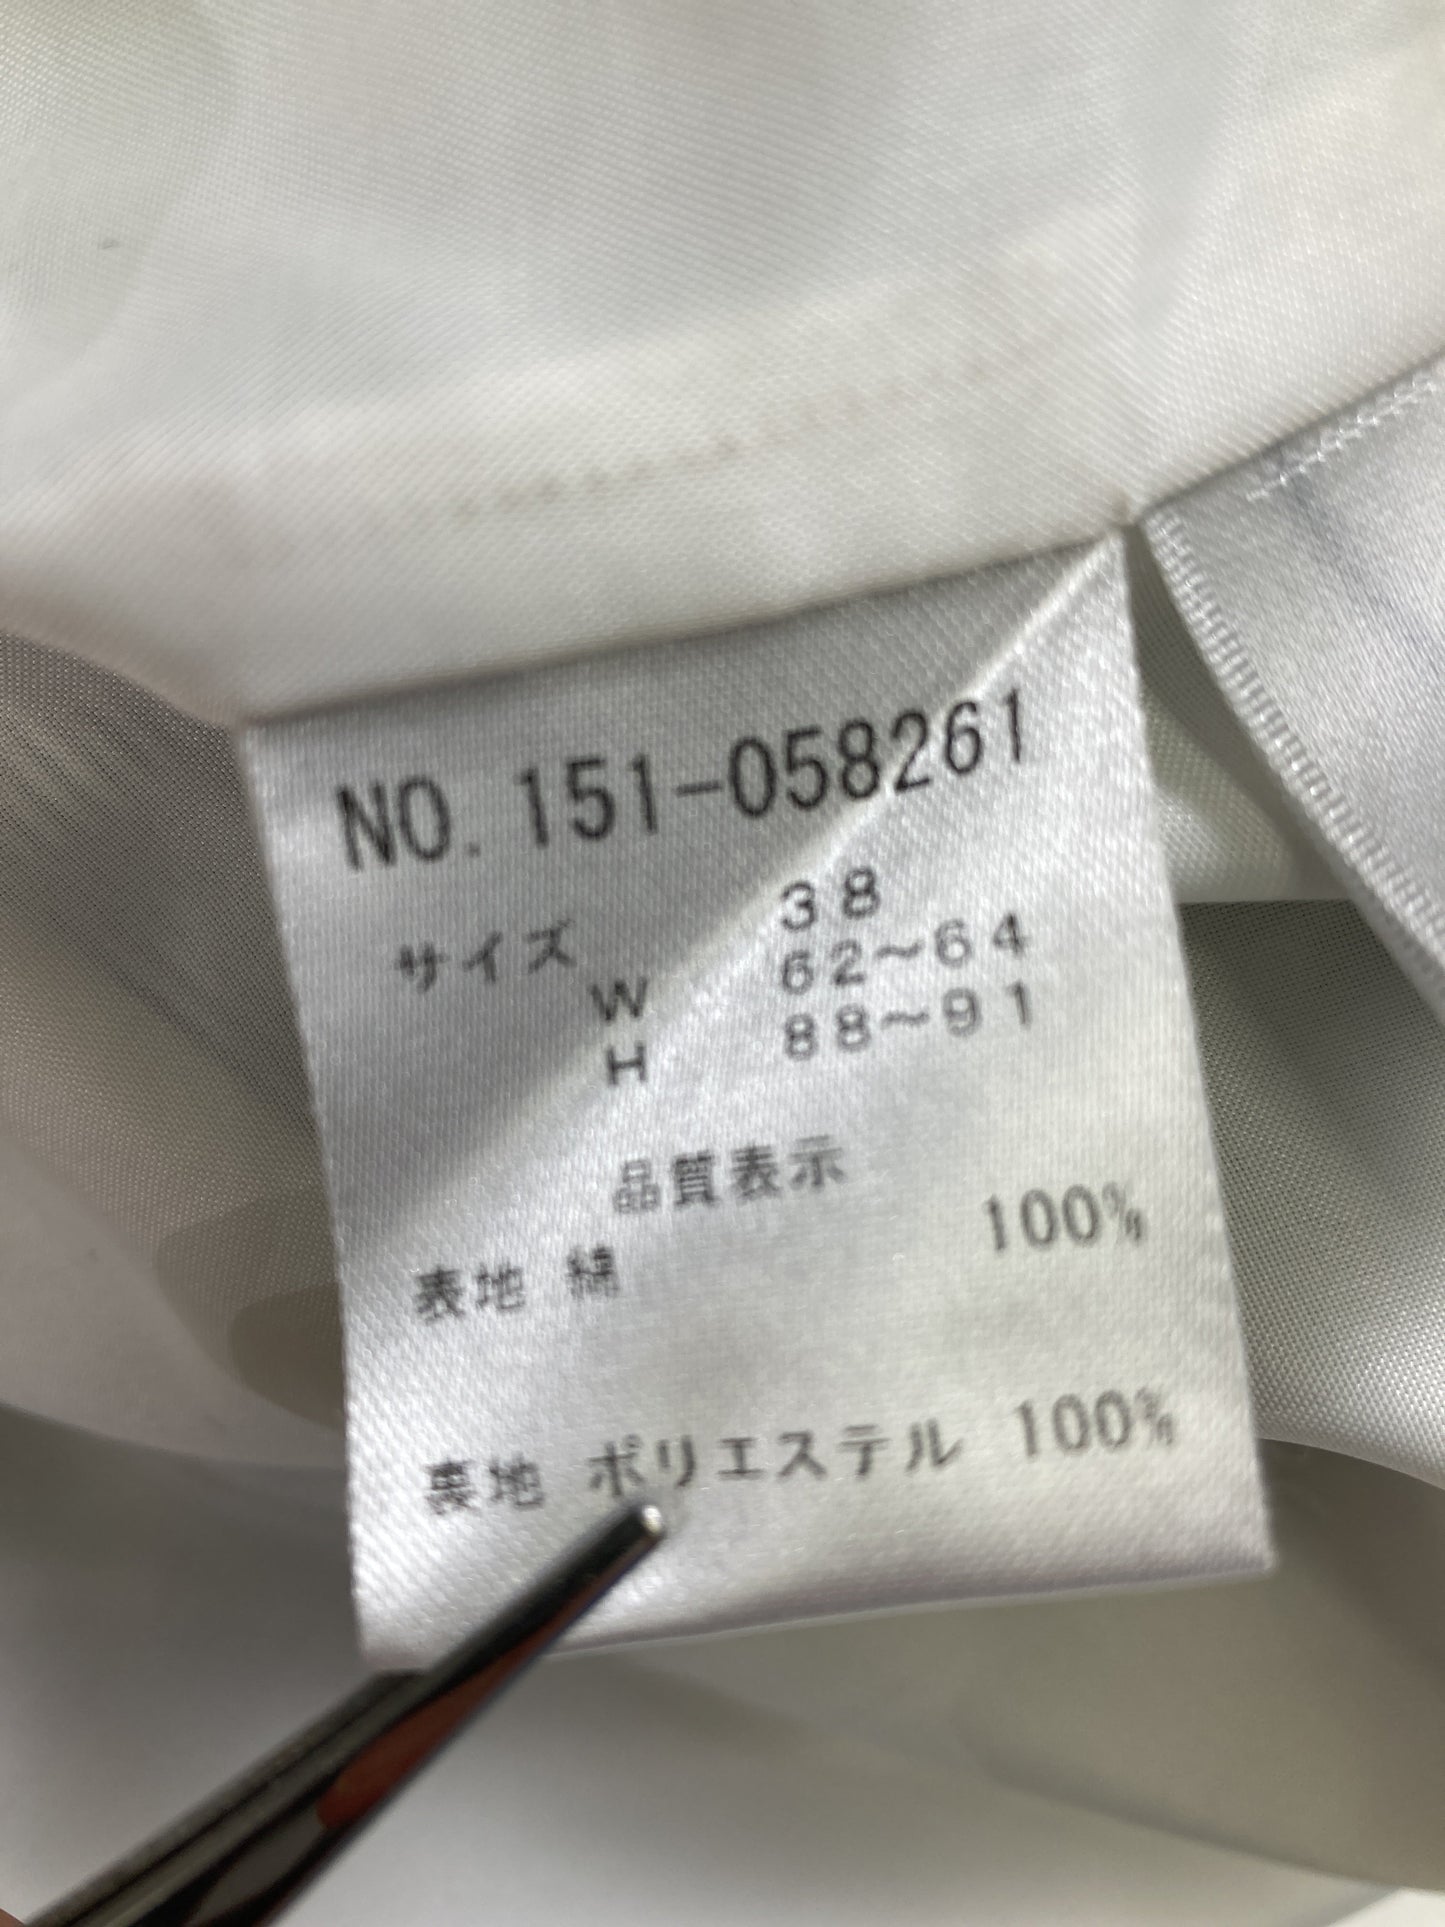 NO. 151-058261
サイズ 38
W 62～64
H 88～91
品質表示
表地 綿 100%
裏地 ポリエステル 100%